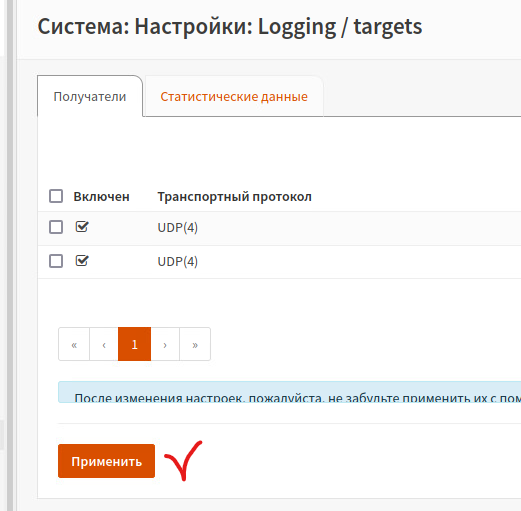 Система: Настройки: Logging / targets
Получатели Статистические данные
Включен Транспортный протокол
UDP(4)
UDP(4)
« ‹ 1 › »
После изменения настроек, пожалуйста, не забудьте применить их с пом
Применить